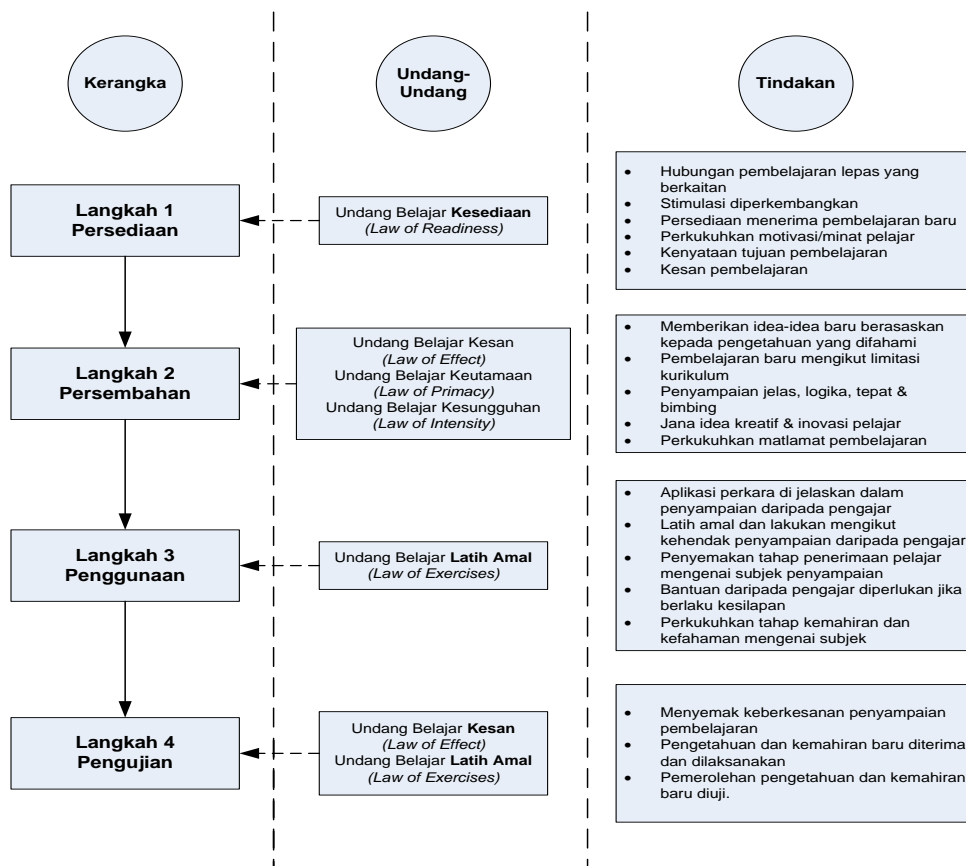 Kerangka
Undang-
Undang
Tindakan
Langkah 1
Persediaan
Undang Belajar Kesediaan
(Law of Readiness)
• Hubungan pembelajaran lepas yang
berkaitan
• Stimulasi diperkembangkan
• Persediaan menerima pembelajaran baru
• Perkukuhkan motivasi/minat pelajar
• Kenyataan tujuan pembelajaran
• Kesan pembelajaran
Langkah 2
Persembahan
Undang Belajar Kesan
(Law of Effect)
Undang Belajar Keutamaan
(Law of Primacy)
Undang Belajar Kesungguhan
(Law of Intensity)
• Memberikan idea-idea baru berasaskan
kepada pengetahuan yang difahami
• Pembelajaran baru mengikut limitasi
kurikulum
• Penyampaian jelas, logika, tepat &
bimbing
• Jana idea kreatif & inovasi pelajar
• Perkukuhkan matlamat pembelajaran
Langkah 3
Penggunaan
Undang Belajar Latih Amal
(Law of Exercises)
• Aplikasi perkara di jelaskan dalam
penyampaian daripada pengajar
• Latih amal dan lakukan mengikut
kehendak penyampaian daripada pengajar
• Penyemakan tahap penerimaan pelajar
mengenai subjek penyampaian
• Bantuan daripada pengajar diperlukan jika
berlaku kesilapan
• Perkukuhkan tahap kemahiran dan
kefahaman mengenai subjek
Langkah 4
Pengujian
Undang Belajar Kesan
(Law of Effect)
Undang Belajar Latih Amal
(Law of Exercises)
• Menyemak keberkesanan penyampaian
pembelajaran
• Pengetahuan dan kemahiran baru diterima
dan dilaksanakan
• Pemerolehan pengetahuan dan kemahiran
baru diuji.